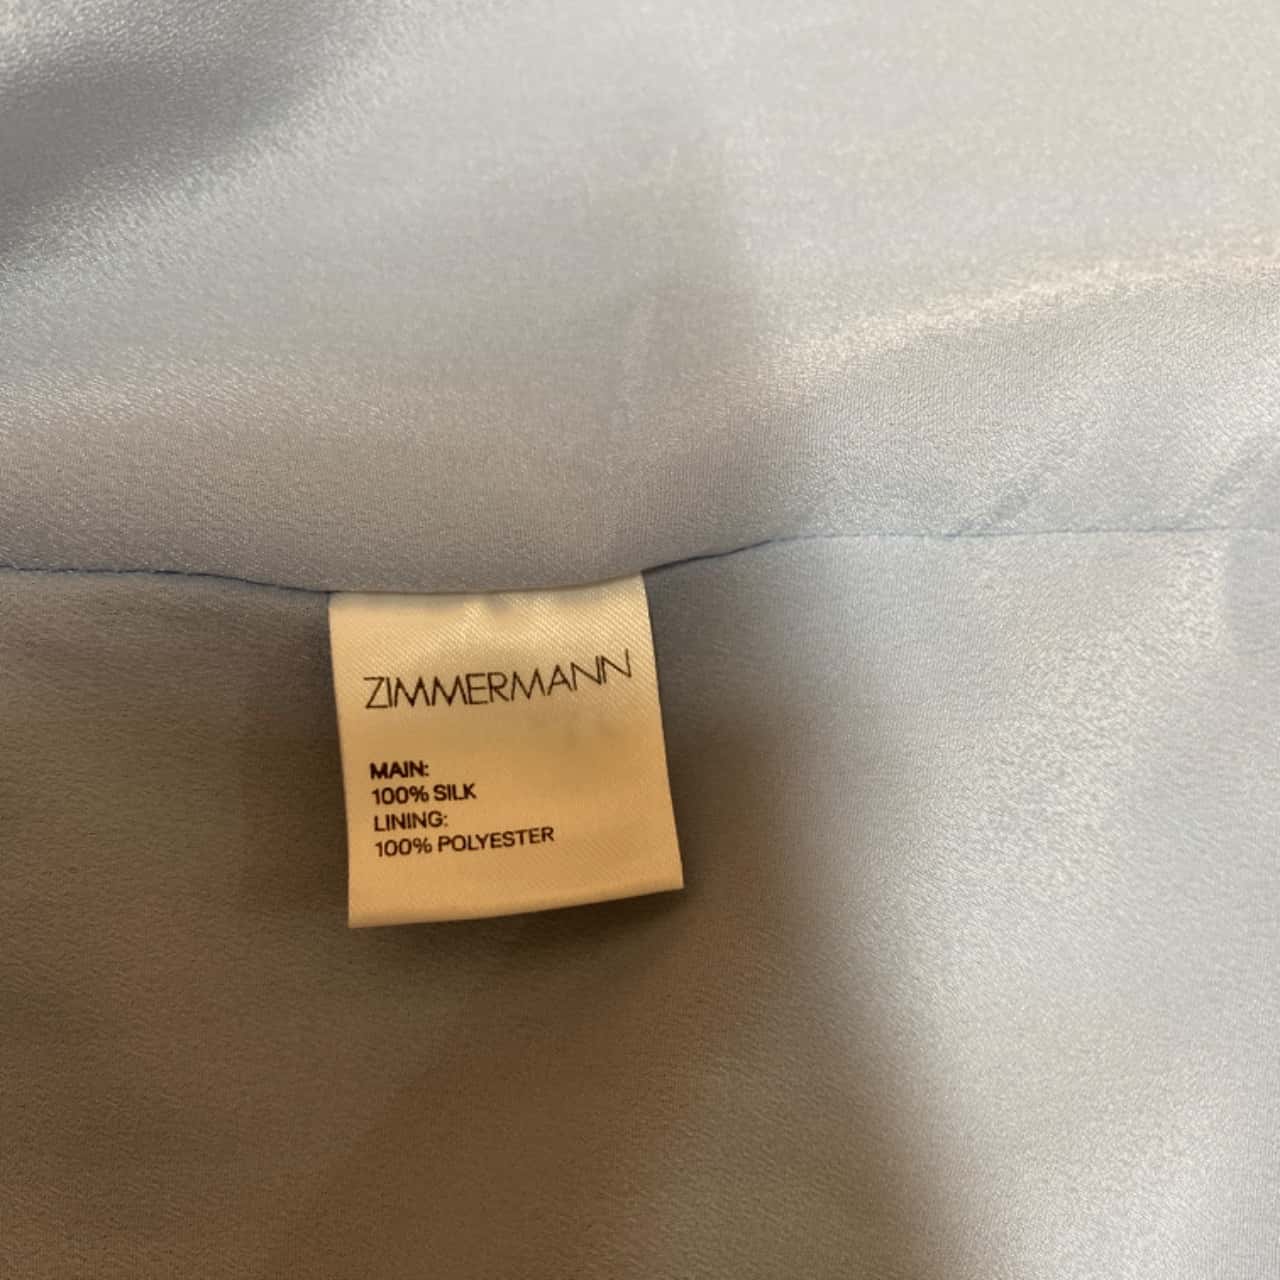 ZIMMERMANN
MAIN:
100% SILK
LINING:
100% POLYESTER